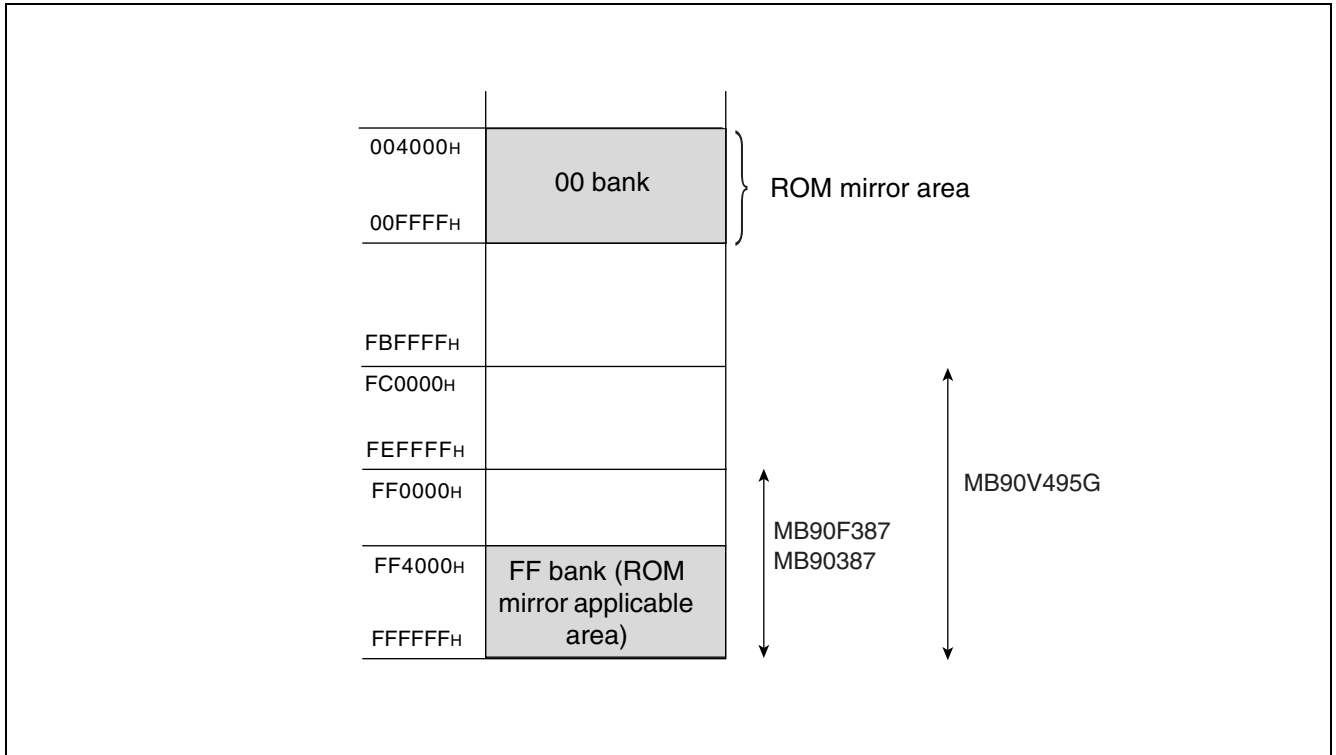 004000H
00 bank
ROM mirror area
00FFFFH
FBFFFFH
FC0000H
FEFFFFH
FF0000H
MB90V495G
MB90F387
MB90387
FF4000H
FF bank (ROM
mirror applicable
area)
FFFFFFH